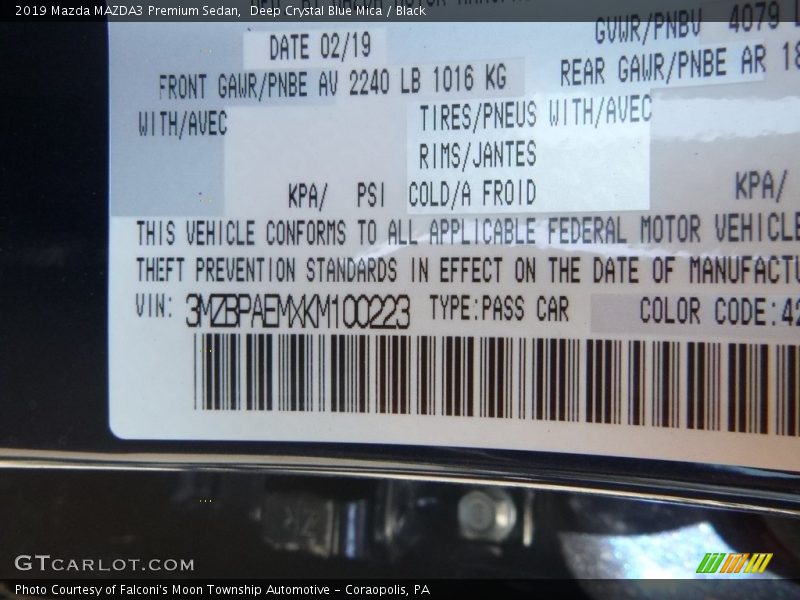 2019 Mazda MAZDA3 Premium Sedan,  Deep Crystal Blue Mica / Black
DATE 02/19
GVWR/PNBV 4079 L
FRONT GAWR/PNBE AV 2240 LB 1016 KG
REAR GAWR/PNBE AR 18
WITH/AVEC
TIRES/PNEUS WITH/AVEC
RIMS/JANTES
KPA/ PSI COLD/A FROID
KPA/
THIS VEHICLE CONFORMS TO ALL APPLICABLE FEDERAL MOTOR VEHICLE
THEFT PREVENTION STANDARDS IN EFFECT ON THE DATE OF MANUFACTU
VIN: 3MZBPAEMXKM100223 TYPE:PASS CAR COLOR CODE:42
GTCARLOT.COM
Photo Courtesy of Falconi's Moon Township Automotive - Coraopolis, PA